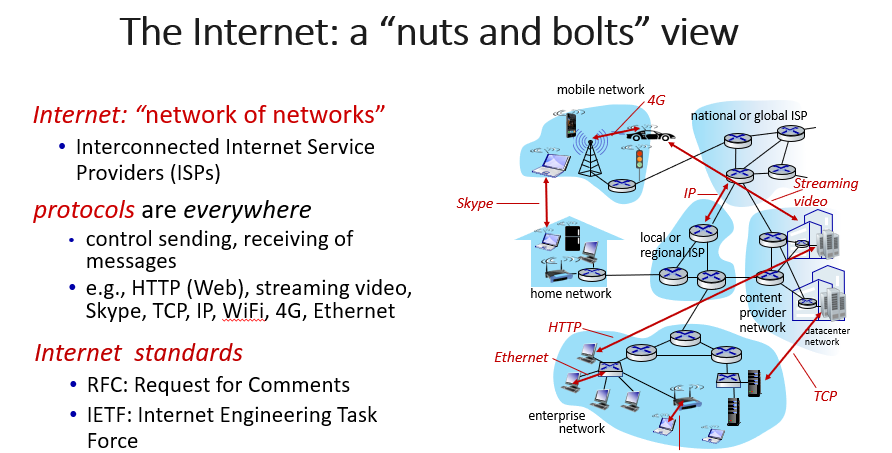 The Internet: a “nuts and bolts” view
Internet: “network of networks”
• Interconnected Internet Service
Providers (ISPs)
protocols are everywhere
• control sending, receiving of
messages
• e.g., HTTP (Web), streaming video,
Skype, TCP, IP, WiFi, 4G, Ethernet
Internet standards
• RFC: Request for Comments
• IETF: Internet Engineering Task
Force
mobile network
4G
national or global ISP
Skype
IP
Streaming
video
local or
regional ISP
home network
content
provider
network
datacenter
network
HTTP
Ethernet
enterprise
network
TCP